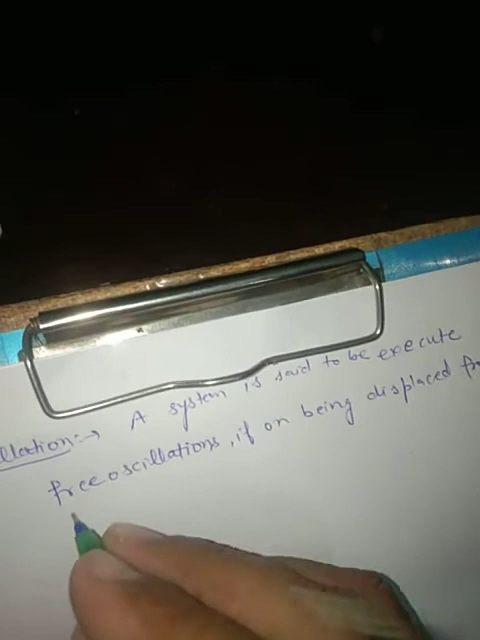 A system is said to be execute
llation:→
free oscillations, if on being displaced